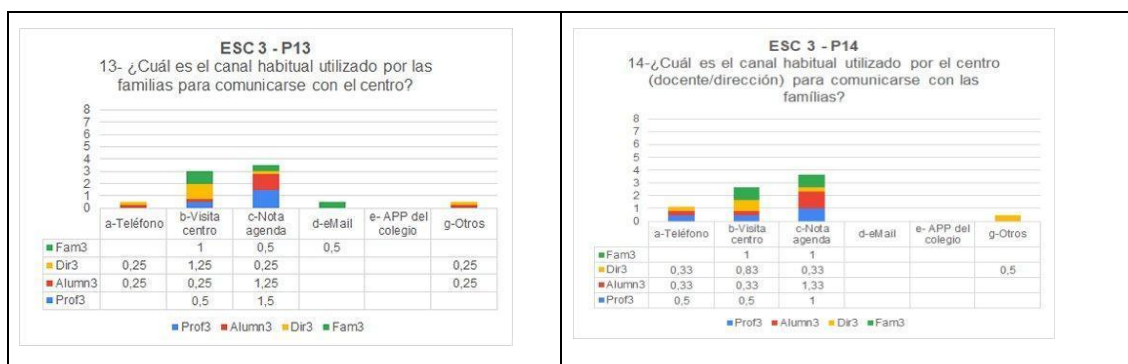 ESC 3 - P13
13- ¿Cuál es el canal habitual utilizado por las
familias para comunicarse con el centro?
8
7
6
5
4
3
2
1
0
a-Teléfono b-Visita centro c-Nota agenda d-eMail e- APP del colegio g-Otros
Fam3 1 0,5 0,5
Dir3 0,25 1,25 0,25 0,25
Alumn3 0,25 0,25 1,25 0,25
Prof3 0,5 1,5
Prof3 Alumn3 Dir3 Fam3
ESC 3 - P14
14-¿Cuál es el canal habitual utilizado por el centro
(docente/dirección) para comunicarse con las
famílias?
8
7
6
5
4
3
2
1
0
a-Teléfono b-Visita centro c-Nota agenda d-eMail e- APP del colegio g-Otros
Fam3 1 1
Dir3 0,33 0,83 0,33 0,5
Alumn3 0,33 0,33 1,33
Prof3 0,5 0,5 1
Prof3 Alumn3 Dir3 Fam3